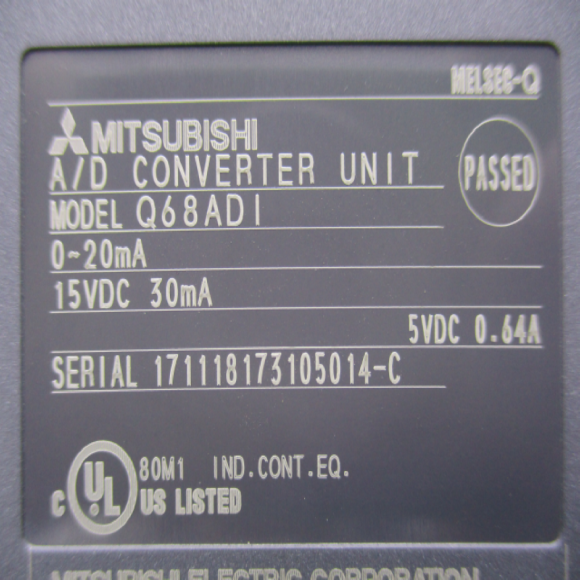 MELSEC-Q
MITSUBISHI
A/D CONVERTER UNIT
PASSED
MODEL Q68ADI
0~20mA
15VDC 30mA
5VDC 0.64A
SERIAL 171118173105014-C
80M1 IND.CONT.EQ.
C UL US LISTED
MITSUBISHI ELECTRIC CORPORATION